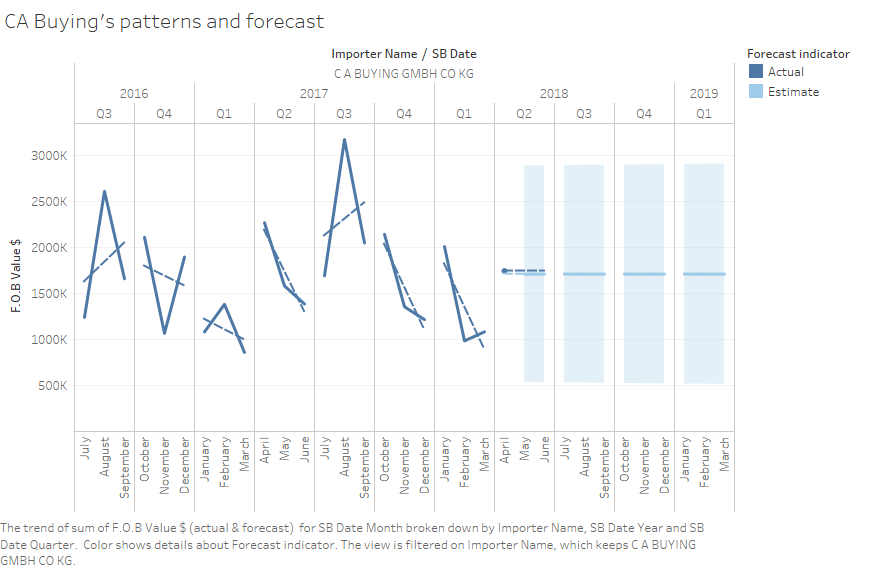 CA Buying's patterns and forecast
Importer Name / SB Date
Forecast indicator
C A BUYING GMBH CO KG
Actual
Estimate
2016 2017 2018 2019
Q3 Q4 Q1 Q2 Q3 Q4 Q1 Q2 Q3 Q4 Q1
F.O.B Value $
3000K
2500K
2000K
1500K
1000K
500K
July August September October November December January February March April May June July August September October November December January February March April May June July August September October November December January February March
The trend of sum of F.O.B Value $ (actual & forecast) for SB Date Month broken down by Importer Name, SB Date Year and SB
Date Quarter. Color shows details about Forecast indicator. The view is filtered on Importer Name, which keeps C A BUYING
GMBH CO KG.